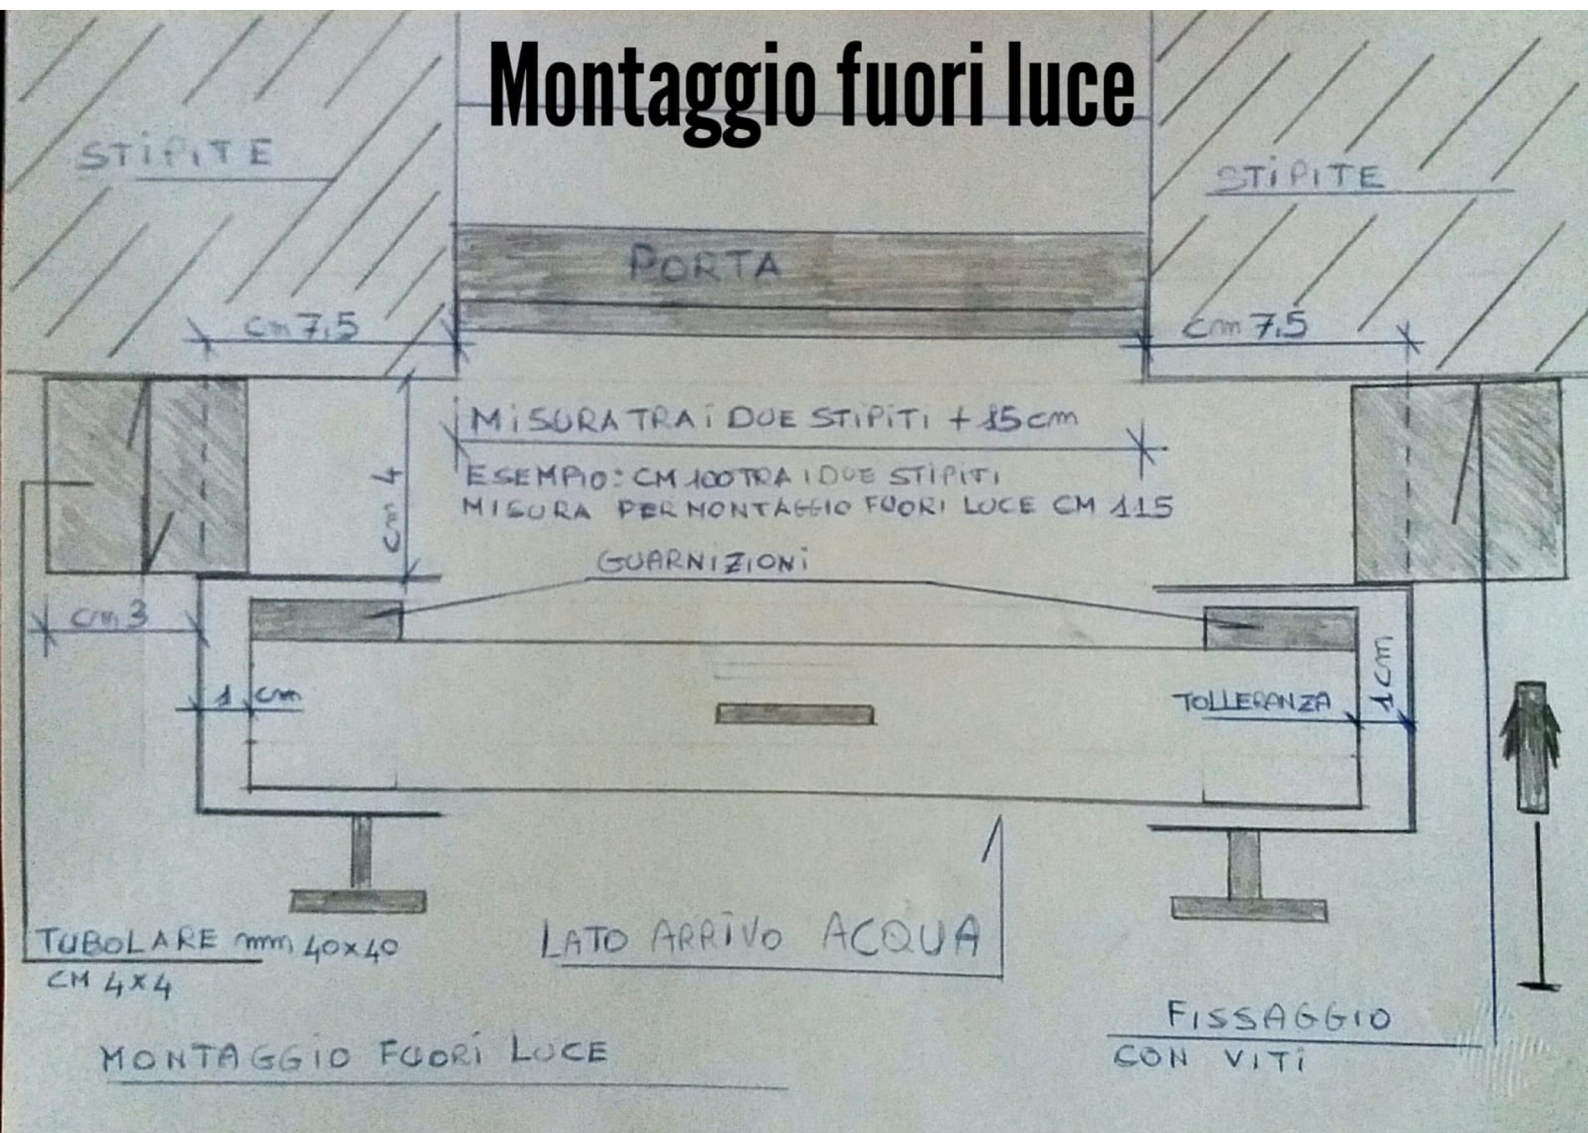 Montaggio fuori luce
STIPITE
STIPITE
PORTA
cm 7,5
cm 7,5
MISURA TRA I DUE STIPITI + 15 cm
ESEMPIO: CM 100 TRA I DUE STIPITI
MISURA PER MONTAGGIO FUORI LUCE CM 115
cm 4
GUARNIZIONI
cm 3
1 cm
TOLLERANZA
1 cm
TUBOLARE mm 40x40
CM 4x4
LATO ARRIVO ACQUA
FISSAGGIO
CON VITI
MONTAGGIO FUORI LUCE